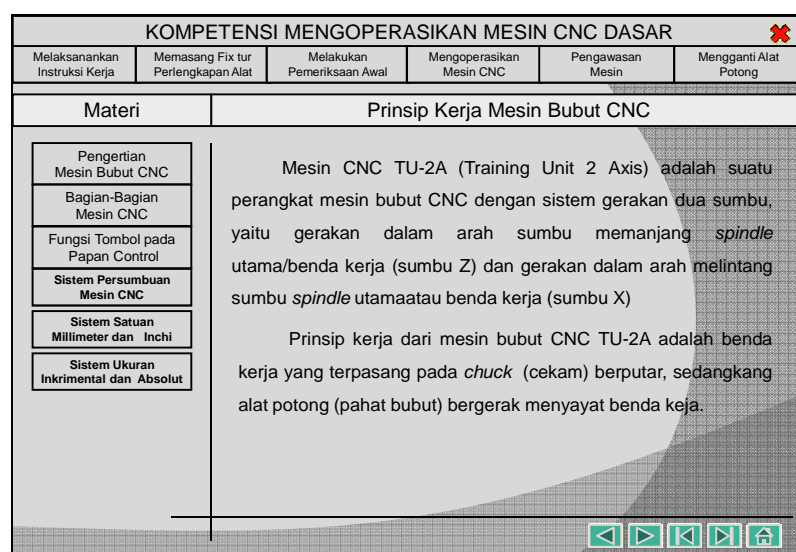 KOMPETENSI MENGOPERASIKAN MESIN CNC DASAR
Melaksanankan
Instruksi Kerja
Memasang Fix tur
Perlengkapan Alat
Melakukan
Pemeriksaan Awal
Mengoperasikan
Mesin CNC
Pengawasan
Mesin
Mengganti Alat
Potong
Materi
Prinsip Kerja Mesin Bubut CNC
Pengertian
Mesin Bubut CNC
Bagian-Bagian
Mesin CNC
Fungsi Tombol pada
Papan Control
Sistem Persumbuan
Mesin CNC
Sistem Satuan
Millimeter dan Inchi
Sistem Ukuran
Inkrimental dan Absolut
Mesin CNC TU-2A (Training Unit 2 Axis) adalah suatu
perangkat mesin bubut CNC dengan sistem gerakan dua sumbu,
yaitu gerakan dalam arah sumbu memanjang spindle
utama/benda kerja (sumbu Z) dan gerakan dalam arah melintang
sumbu spindle utamaatau benda kerja (sumbu X)
Prinsip kerja dari mesin bubut CNC TU-2A adalah benda
kerja yang terpasang pada chuck (cekam) berputar, sedangkang
alat potong (pahat bubut) bergerak menyayat benda keja.